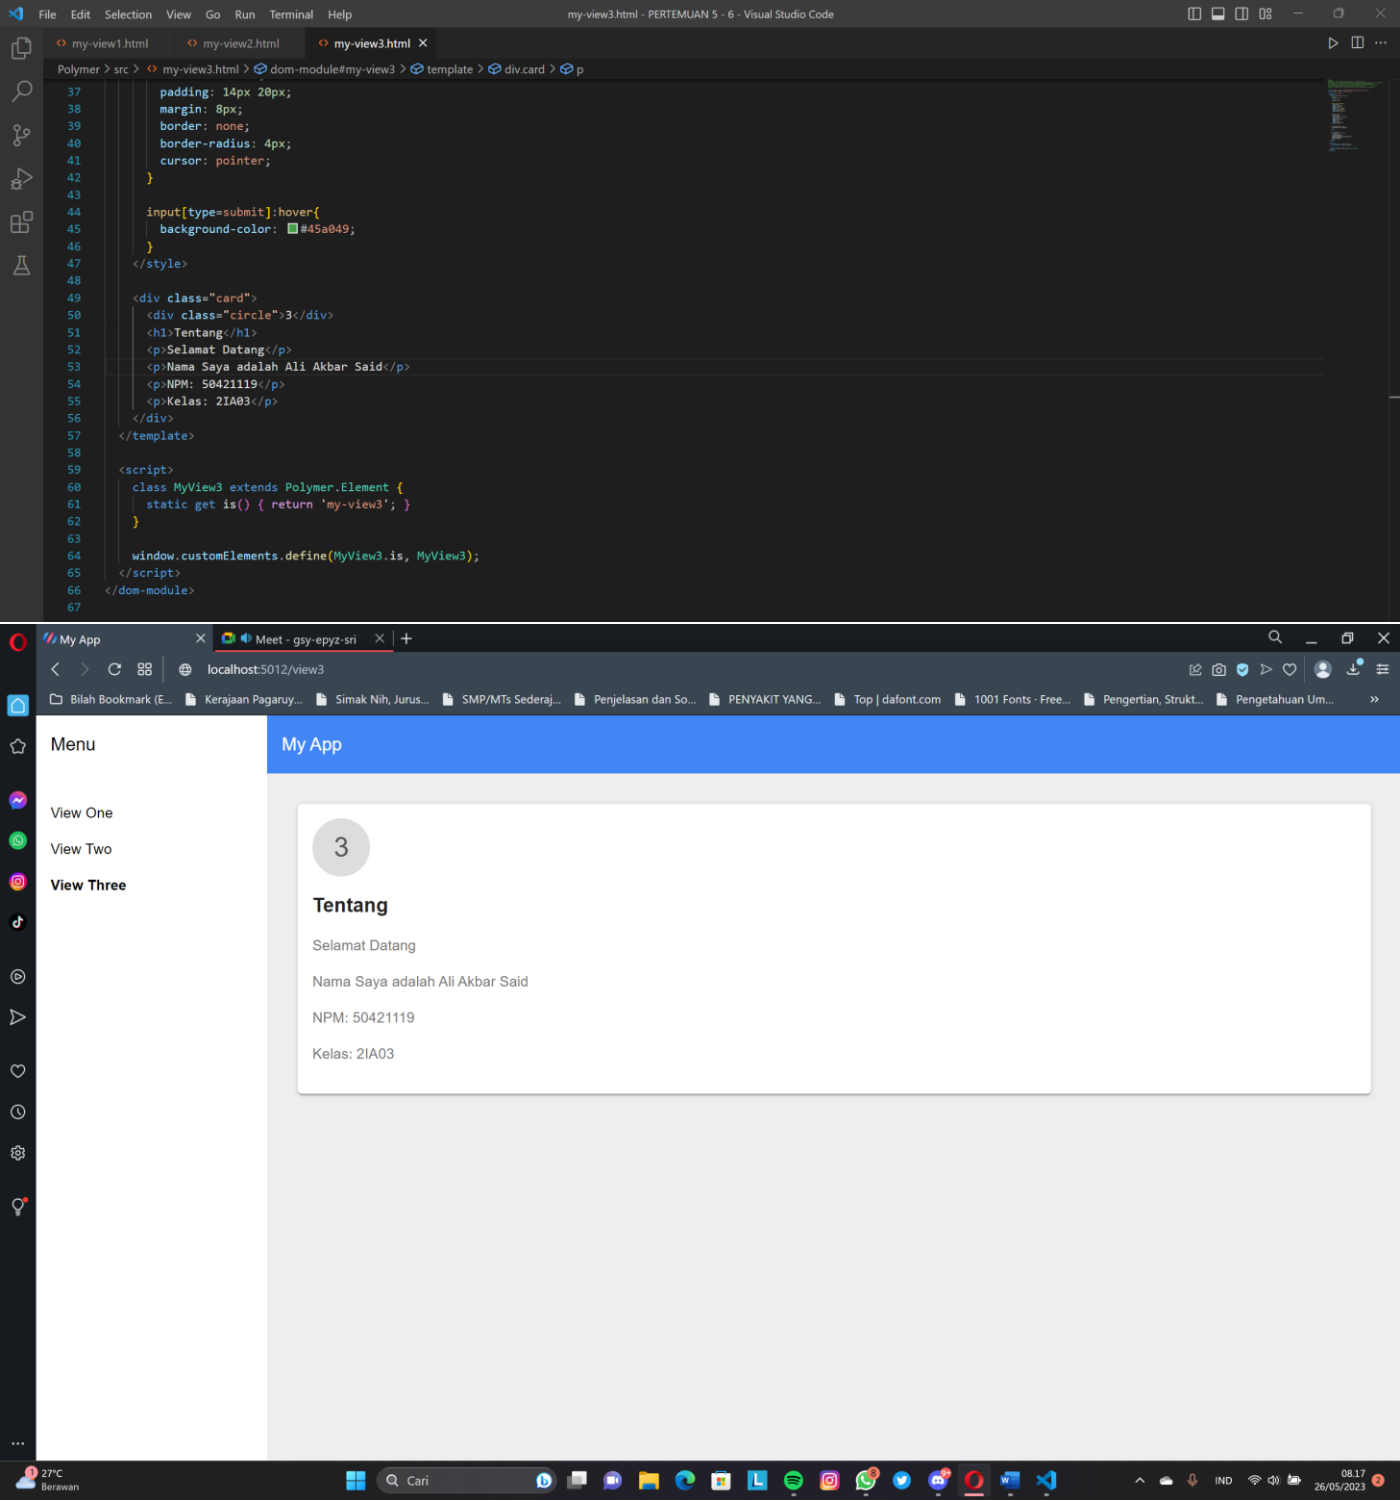 File Edit Selection View Go Run Terminal Help
my-view3.html - PERTEMUAN 5 - 6 - Visual Studio Code
my-view1.html my-view2.html my-view3.html
Polymer > src > my-view3.html > dom-module#my-view3 > template > div.card > p
37 padding: 14px 20px;
38 margin: 8px;
39 border: none;
40 border-radius: 4px;
41 cursor: pointer;
42 }
43
44 input[type=submit]:hover{
45 background-color: #45a049;
46 }
47 </style>
48
49 <div class="card">
50 <div class="circle">3</div>
51 <h1>Tentang</h1>
52 <p>Selamat Datang</p>
53 <p>Nama Saya adalah Ali Akbar Said</p>
54 <p>NPM: 50421119</p>
55 <p>Kelas: 2IA03</p>
56 </div>
57 </template>
58
59 <script>
60 class MyView3 extends Polymer.Element {
61 static get is() { return 'my-view3'; }
62 }
63
64 window.customElements.define(MyView3.is, MyView3);
65 </script>
66 </dom-module>
67
My App Meet - gsy-epyz-sri
localhost:5012/view3
Bilah Bookmark (E... Kerajaan Pagaruy... Simak Nih, Jurus... SMP/MTs Sederaj... Penjelasan dan So... PENYAKIT YANG... Top | dafont.com 1001 Fonts · Free... Pengertian, Strukt... Pengetahuan Um... »
Menu
My App
View One
View Two
View Three
3
Tentang
Selamat Datang
Nama Saya adalah Ali Akbar Said
NPM: 50421119
Kelas: 2IA03
1
27°C
Berawan
Cari
8
9+
IND
08.17
26/05/2023
2